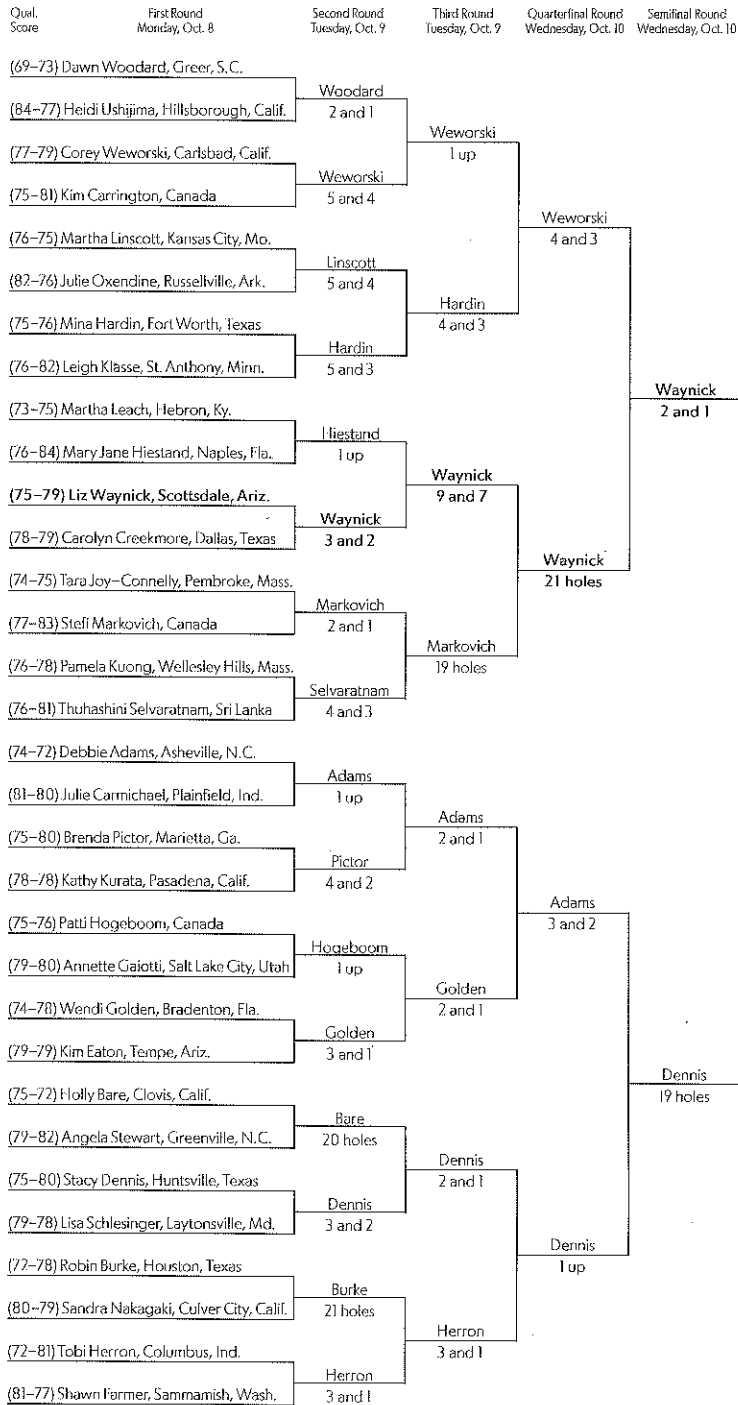 Qual. Score
First Round
Monday, Oct. 8
Second Round
Tuesday, Oct. 9
Third Round
Tuesday, Oct. 9
Quarterfinal Round
Wednesday, Oct. 10
Semifinal Round
Wednesday, Oct. 10
(69–73) Dawn Woodard, Greer, S.C.
(84–77) Heidi Ushijima, Hillsborough, Calif.
(77–79) Corey Weworski, Carlsbad, Calif.
(75–81) Kim Carrington, Canada
(76–75) Martha Linscott, Kansas City, Mo.
(82–76) Julie Oxendine, Russellville, Ark.
(75–76) Mina Hardin, Fort Worth, Texas
(76–82) Leigh Klasse, St. Anthony, Minn.
(73–75) Martha Leach, Hebron, Ky.
(76–84) Mary Jane Hiestand, Naples, Fla.
(75–79) Liz Waynick, Scottsdale, Ariz.
(78–79) Carolyn Creekmore, Dallas, Texas
(74–75) Tara Joy–Connelly, Pembroke, Mass.
(77–83) Stefi Markovich, Canada
(76–78) Pamela Kuong, Wellesley Hills, Mass.
(76–81) Thuhashini Selvaratnam, Sri Lanka
(74–72) Debbie Adams, Asheville, N.C.
(81–80) Julie Carmichael, Plainfield, Ind.
(75–80) Brenda Pictor, Marietta, Ga.
(78–78) Kathy Kurata, Pasadena, Calif.
(75–76) Patti Hogeboom, Canada
(79–80) Annette Gaiotti, Salt Lake City, Utah
(74–78) Wendi Golden, Bradenton, Fla.
(79–79) Kim Eaton, Tempe, Ariz.
(75–72) Holly Bare, Clovis, Calif.
(79–82) Angela Stewart, Greenville, N.C.
(75–80) Stacy Dennis, Huntsville, Texas
(79–78) Lisa Schlesinger, Laytonsville, Md.
(72–78) Robin Burke, Houston, Texas
(80–79) Sandra Nakagaki, Culver City, Calif.
(72–81) Tobi Herron, Columbus, Ind.
(81–77) Shawn Farmer, Sammamish, Wash.
Woodard
2 and 1
Weworski
5 and 4
Linscott
5 and 4
Hardin
5 and 3
Hiestand
1 up
Waynick
3 and 2
Markovich
2 and 1
Selvaratnam
4 and 3
Adams
1 up
Pictor
4 and 2
Hogeboom
1 up
Golden
3 and 1
Bare
20 holes
Dennis
3 and 2
Burke
21 holes
Herron
3 and 1
Weworski
1 up
Hardin
4 and 3
Waynick
9 and 7
Markovich
19 holes
Adams
2 and 1
Golden
2 and 1
Dennis
2 and 1
Herron
3 and 1
Weworski
4 and 3
Waynick
21 holes
Adams
3 and 2
Dennis
1 up
Waynick
2 and 1
Dennis
19 holes